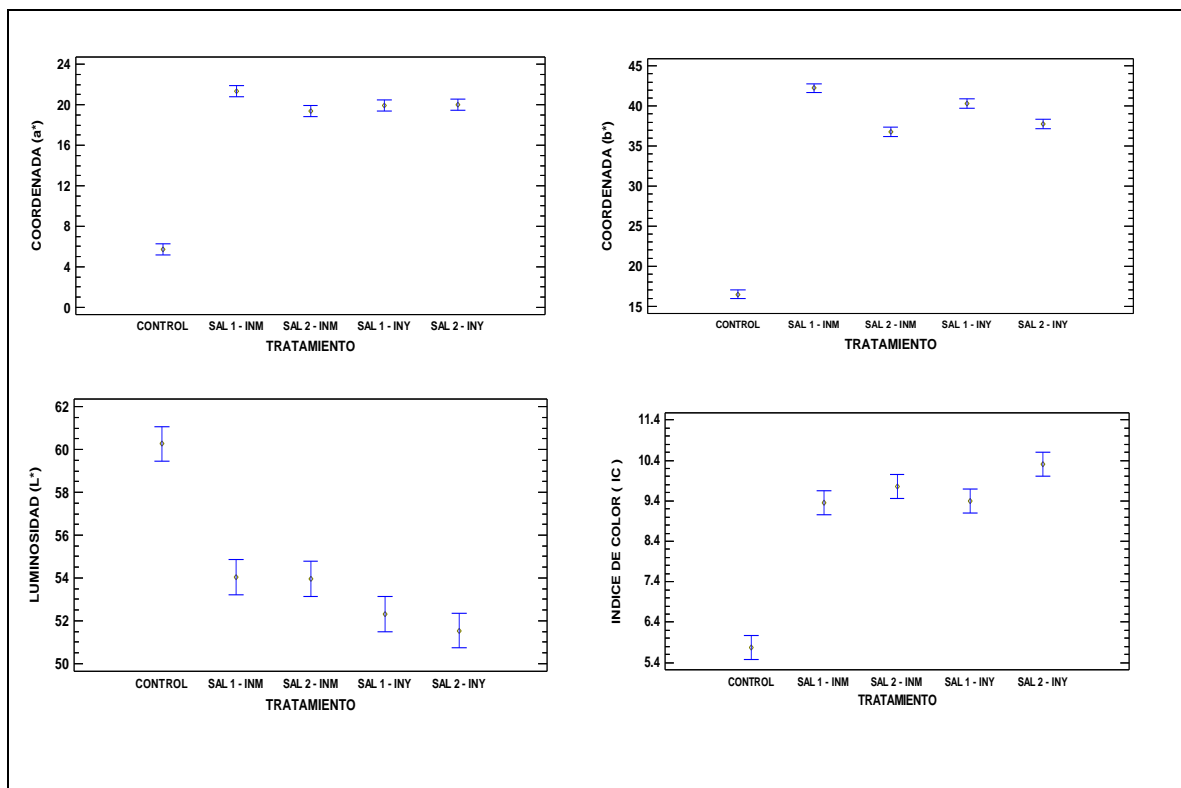 COORDENADA (a*)
24
20
16
12
8
4
0
CONTROL
SAL 1 - INM
SAL 2 - INM
SAL 1 - INY
SAL 2 - INY
TRATAMIENTO
COORDENADA (b*)
45
40
35
30
25
20
15
CONTROL
SAL 1 - INM
SAL 2 - INM
SAL 1 - INY
SAL 2 - INY
TRATAMIENTO
LUMINOSIDAD (L*)
62
60
58
56
54
52
50
CONTROL
SAL 1 - INM
SAL 2 - INM
SAL 1 - INY
SAL 2 - INY
TRATAMIENTO
INDICE DE COLOR ( IC )
11.4
10.4
9.4
8.4
7.4
6.4
5.4
CONTROL
SAL 1 - INM
SAL 2 - INM
SAL 1 - INY
SAL 2 - INY
TRATAMIENTO